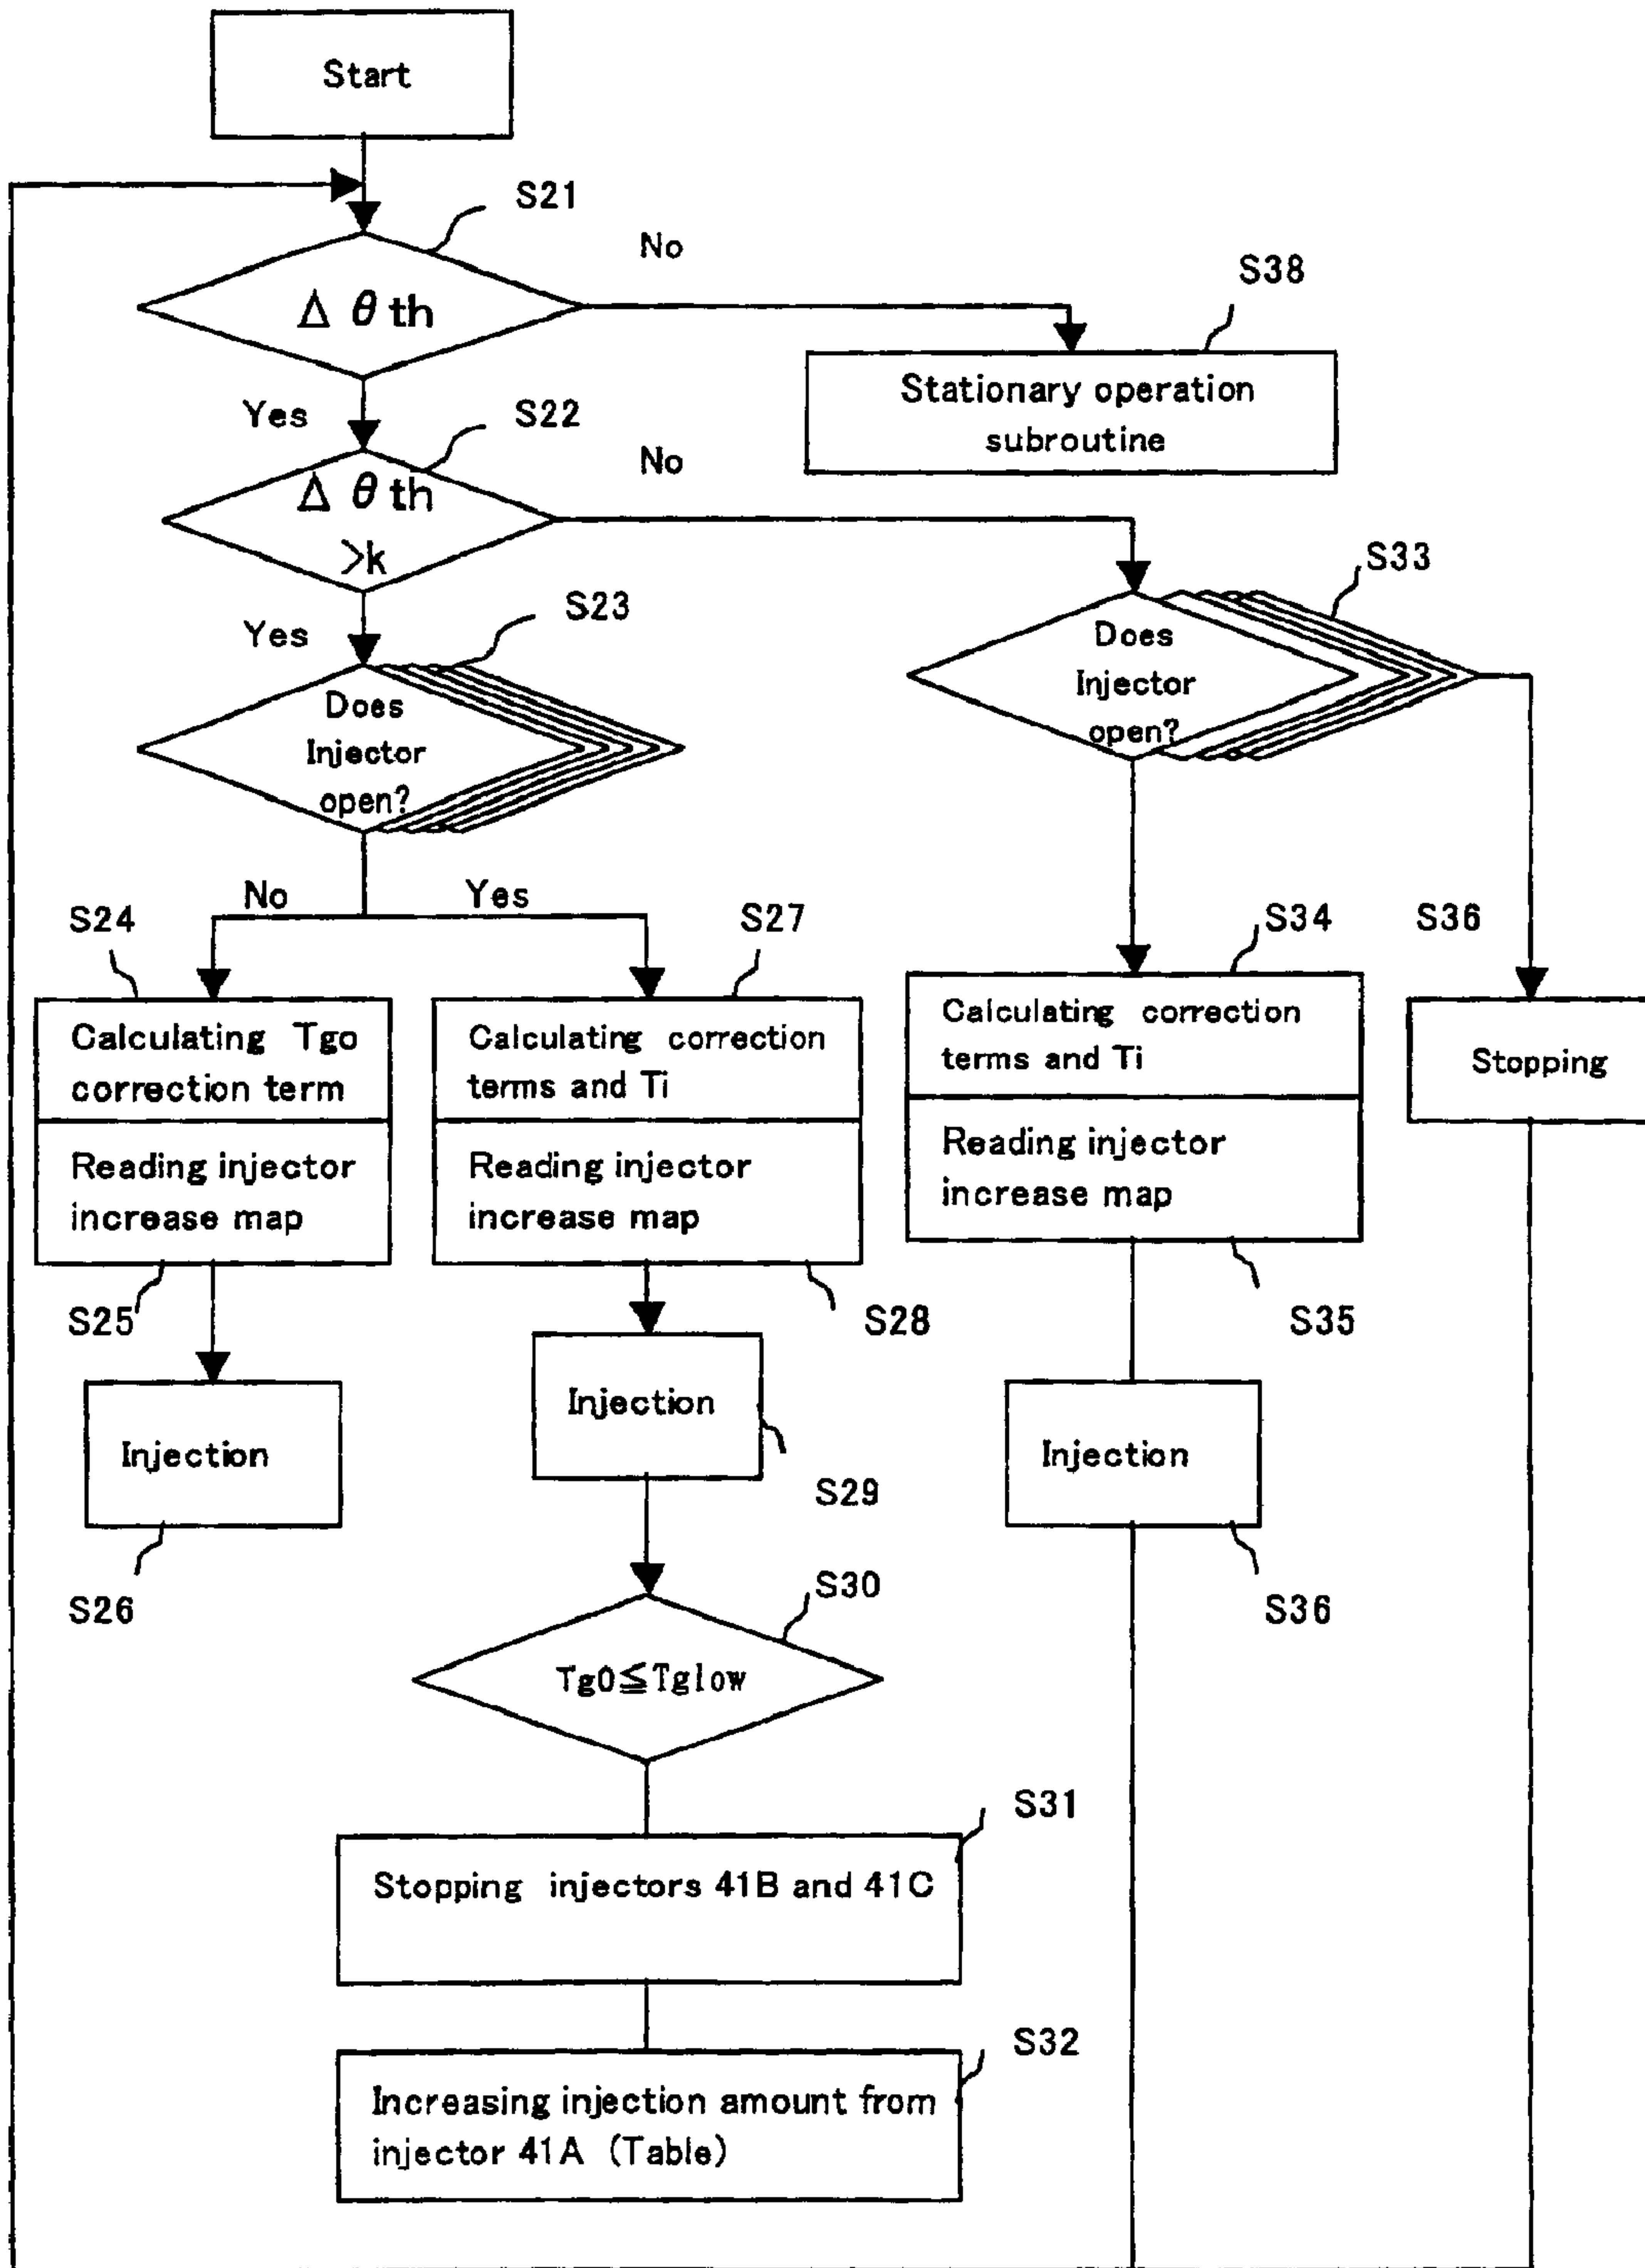 Start
S21
No
Δ θ th
S38
Stationary operation
subroutine
Yes
S22
No
Δ θ th
>k
Yes
S23
S33
Does
Injector
open?
Does
Injector
open?
No
Yes
S24
S27
S34
S36
Calculating Tgo
correction term
Reading injector
increase map
Calculating correction
terms and Ti
Reading injector
increase map
Calculating correction
terms and Ti
Reading injector
increase map
Stopping
S25
S28
S35
Injection
Injection
Injection
S26
S29
S36
S30
Tg0≦Tglow
S31
Stopping injectors 41B and 41C
S32
Increasing injection amount from
injector 41A (Table)